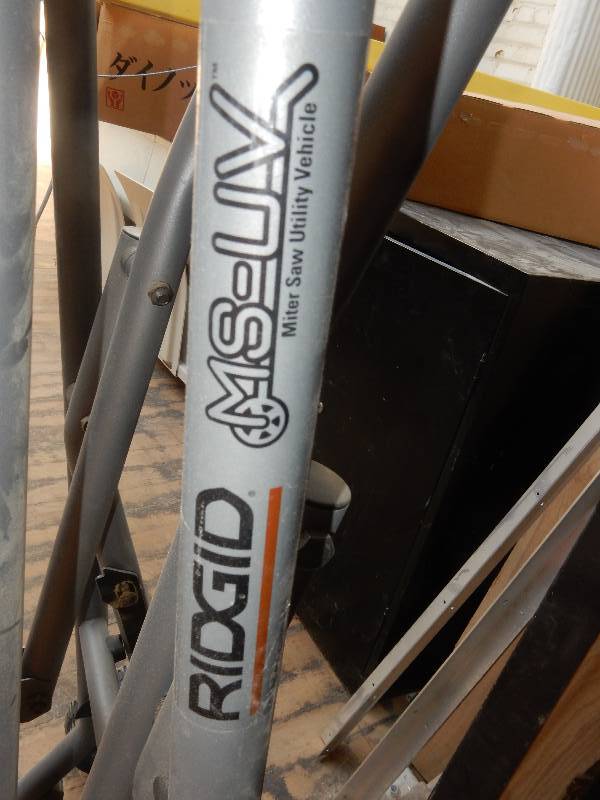 ダイノッ
RIDGID®
MS-UV™
Miter Saw Utility Vehicle